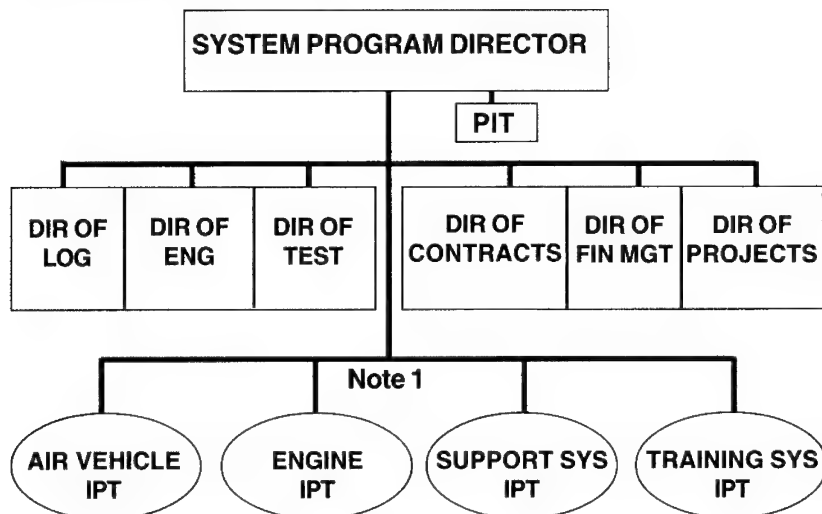 SYSTEM PROGRAM DIRECTOR
PIT
DIR OF
LOG
DIR OF
ENG
DIR OF
TEST
DIR OF
CONTRACTS
DIR OF
FIN MGT
DIR OF
PROJECTS
Note 1
AIR VEHICLE
IPT
ENGINE
IPT
SUPPORT SYS
IPT
TRAINING SYS
IPT